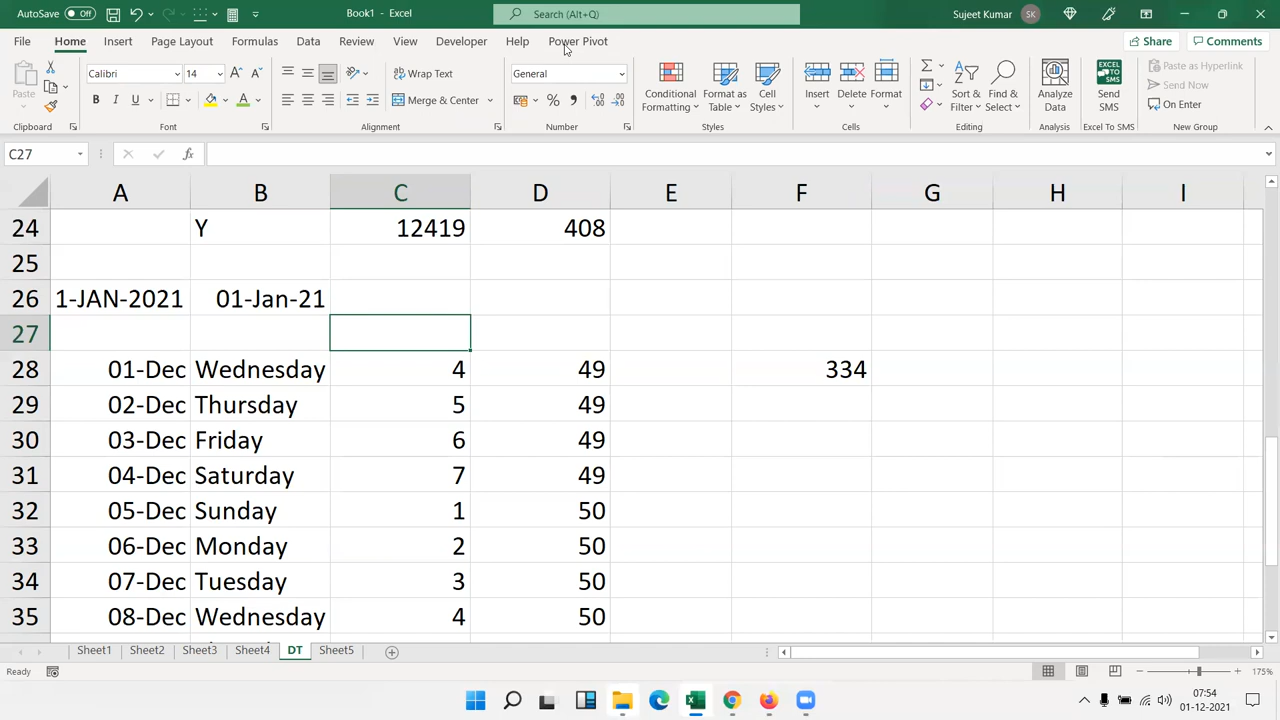 AutoSave Off Book1 - Excel Search (Alt+Q) Sujeet Kumar SK
File Home Insert Page Layout Formulas Data Review View Developer Help Power Pivot Share Comments
Paste Calibri 14 Wrap Text General Conditional Formatting Format as Table Cell Styles Insert Delete Format Sort & Filter Find & Select Analyze Data Send SMS Paste as Hyperlink
B I U Merge & Center Send Now
On Enter
Clipboard Font Alignment Number Styles Cells Editing Analysis Excel To SMS New Group
C27 fx
A B C D E F G H I
24 Y 12419 408
25
26 1-JAN-2021 01-Jan-21
27
28 01-Dec Wednesday 4 49 334
29 02-Dec Thursday 5 49
30 03-Dec Friday 6 49
31 04-Dec Saturday 7 49
32 05-Dec Sunday 1 50
33 06-Dec Monday 2 50
34 07-Dec Tuesday 3 50
35 08-Dec Wednesday 4 50
Sheet1 Sheet2 Sheet3 Sheet4 DT Sheet5
Ready 175%
07:54
01-12-2021